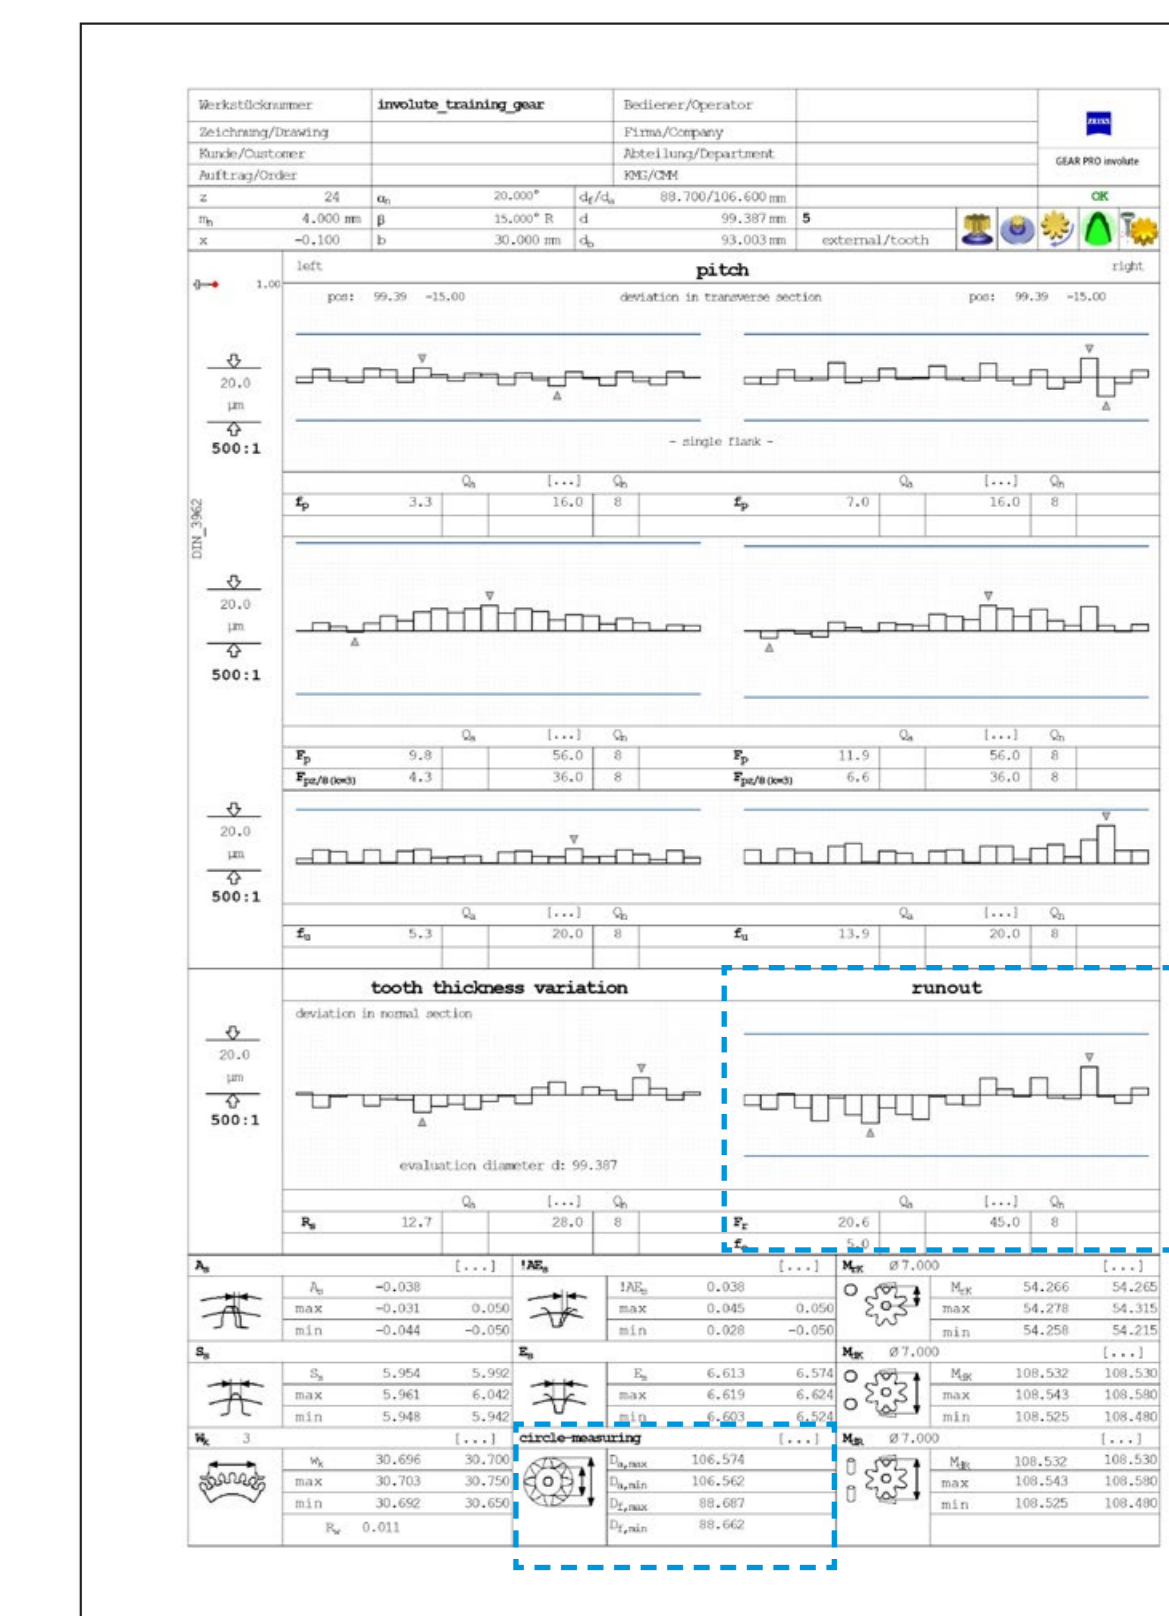 Werkstücknummer involute_training_gear Bediener/Operator
ZEISS
Zeichnung/Drawing Firma/Company
Kunde/Customer Abteilung/Department
GEAR PRO involute
Auftrag/Order KMG/CMM
z 24 αn 20.000° df/da 88.700/106.600 mm OK
mn 4.000 mm β 15.000° R d 99.387 mm 5
x -0.100 b 30.000 mm db 93.003 mm external/tooth
left pitch right
1.00
pos: 99.39 -15.00 deviation in transverse section pos: 99.39 -15.00
20.0
µm
500:1
- single flank -
Qa [...] Qn Qa [...] Qn
fp 3.3 16.0 8 fp 7.0 16.0 8
DIN_3962
20.0
µm
500:1
Qa [...] Qn Qa [...] Qn
Fp 9.8 56.0 8 Fp 11.9 56.0 8
Fpz/8 (k=3) 4.3 36.0 8 Fpz/8 (k=3) 6.6 36.0 8
20.0
µm
500:1
Qa [...] Qn Qa [...] Qn
fu 5.3 20.0 8 fu 13.9 20.0 8
tooth thickness variation runout
deviation in normal section
20.0
µm
500:1
evaluation diameter d: 99.387
Qa [...] Qn Qa [...] Qn
Rs 12.7 28.0 8 Fr 20.6 45.0 8
5.0
As [...] !AEs [...] MrK Ø7.000 [...]
As -0.038 !AEs 0.038 MrK 54.266 54.265
max -0.031 0.050 max 0.045 0.050 max 54.278 54.315
min -0.044 -0.050 min 0.028 -0.050 min 54.258 54.215
Ss Es MdK Ø7.000 [...]
Ss 5.954 5.992 Es 6.613 6.574 MdK 108.532 108.530
max 5.961 6.042 max 6.619 6.624 max 108.543 108.580
min 5.948 5.942 min 6.603 6.524 min 108.525 108.480
Wk 3 [...] circle-measuring [...] MdR Ø7.000 [...]
Wk 30.696 30.700 Da,max 106.574 MdR 108.532 108.530
max 30.703 30.750 Da,min 106.562 max 108.543 108.580
min 30.692 30.650 Df,max 88.687 min 108.525 108.480
Rw 0.011 Df,min 88.662